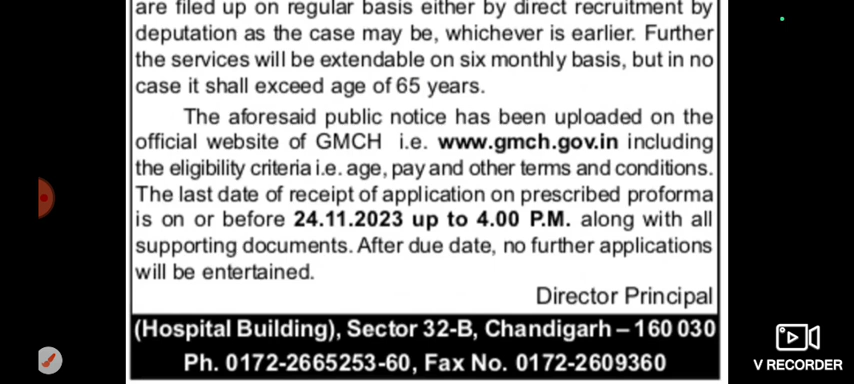 are filed up on regular basis either by direct recruitment by
deputation as the case may be, whichever is earlier. Further
the services will be extendable on six monthly basis, but in no
case it shall exceed age of 65 years.
The aforesaid public notice has been uploaded on the
official website of GMCH i.e. www.gmch.gov.in including
the eligibility criteria i.e. age, pay and other terms and conditions.
The last date of receipt of application on prescribed proforma
is on or before 24.11.2023 up to 4.00 P.M. along with all
supporting documents. After due date, no further applications
will be entertained.
Director Principal
(Hospital Building), Sector 32-B, Chandigarh – 160 030
Ph. 0172-2665253-60, Fax No. 0172-2609360
V RECORDER